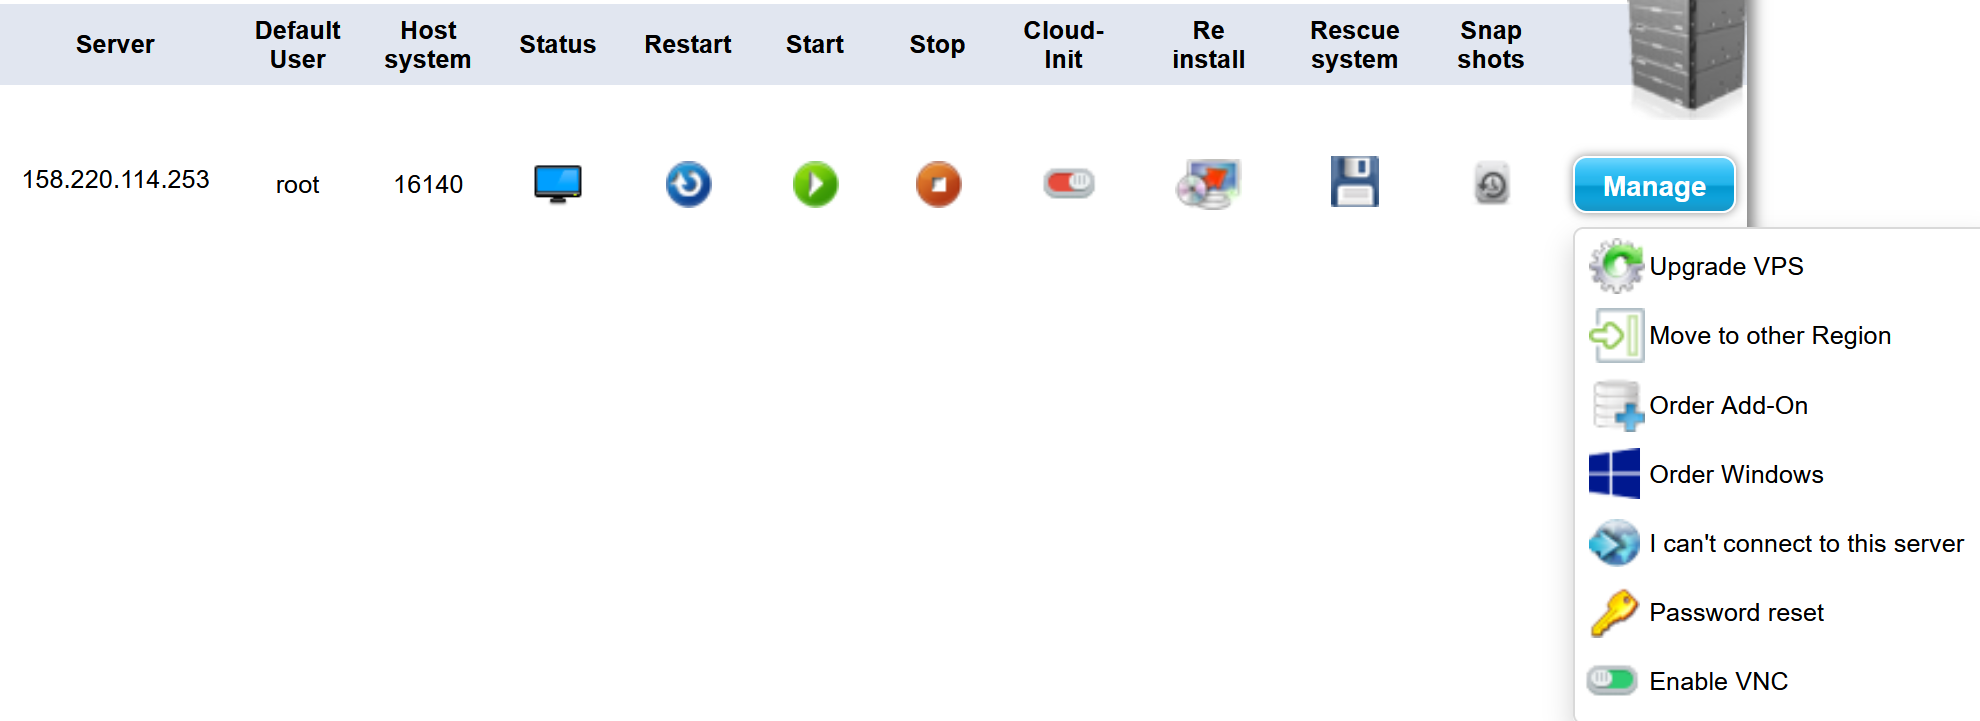 Server
Default
User
Host
system
Status
Restart
Start
Stop
Cloud-
Init
Re
install
Rescue
system
Snap
shots
158.220.114.253
root
16140
Manage
Upgrade VPS
Move to other Region
Order Add-On
Order Windows
I can't connect to this server
Password reset
Enable VNC